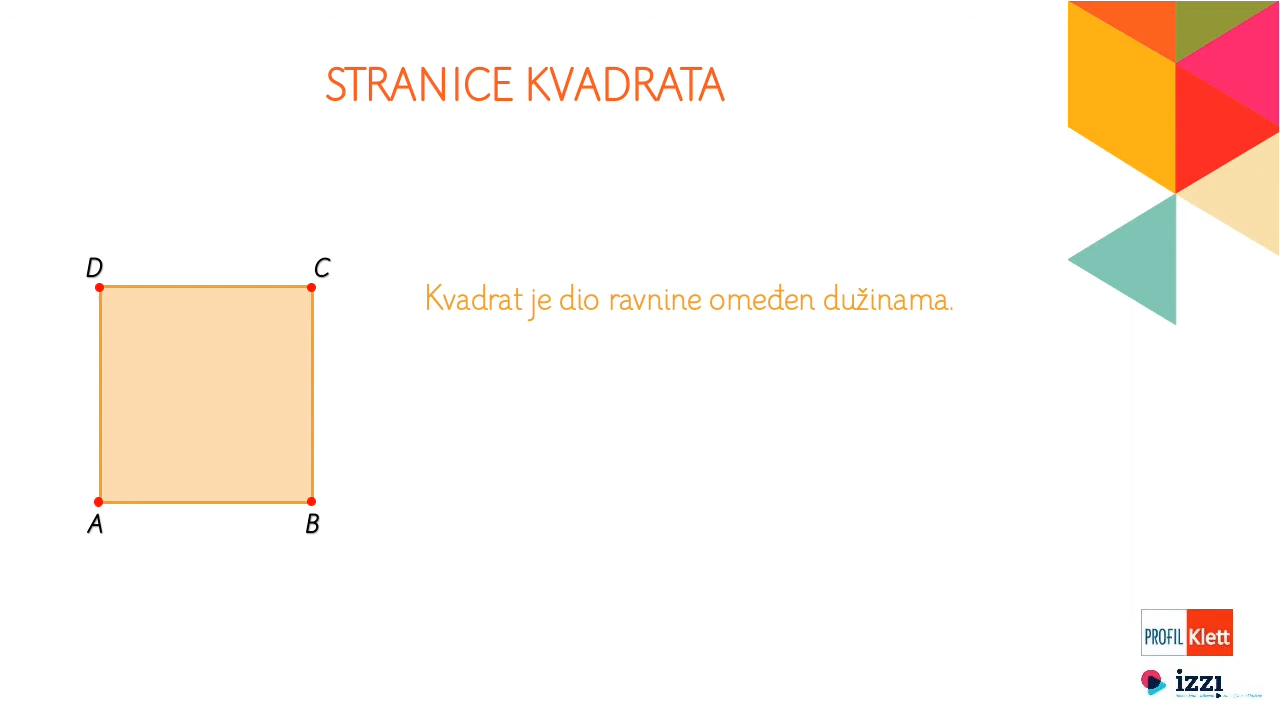 STRANICE KVADRATA
D
C
Kvadrat je dio ravnine omeđen dužinama.
A
B
PROFIL Klett
izzi